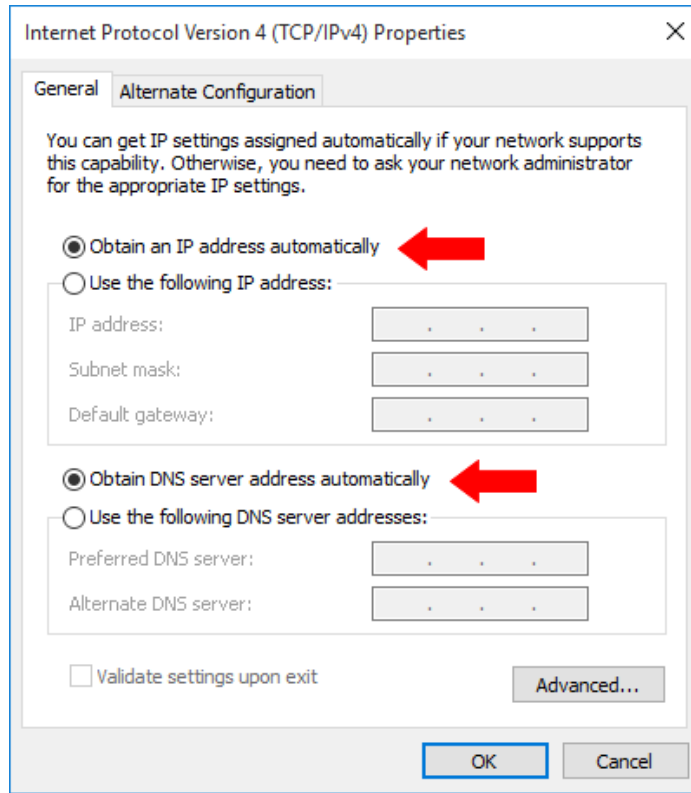 Internet Protocol Version 4 (TCP/IPv4) Properties
General
Alternate Configuration
You can get IP settings assigned automatically if your network supports
this capability. Otherwise, you need to ask your network administrator
for the appropriate IP settings.
Obtain an IP address automatically
Use the following IP address:
IP address:
Subnet mask:
Default gateway:
Obtain DNS server address automatically
Use the following DNS server addresses:
Preferred DNS server:
Alternate DNS server:
Validate settings upon exit
Advanced...
OK
Cancel